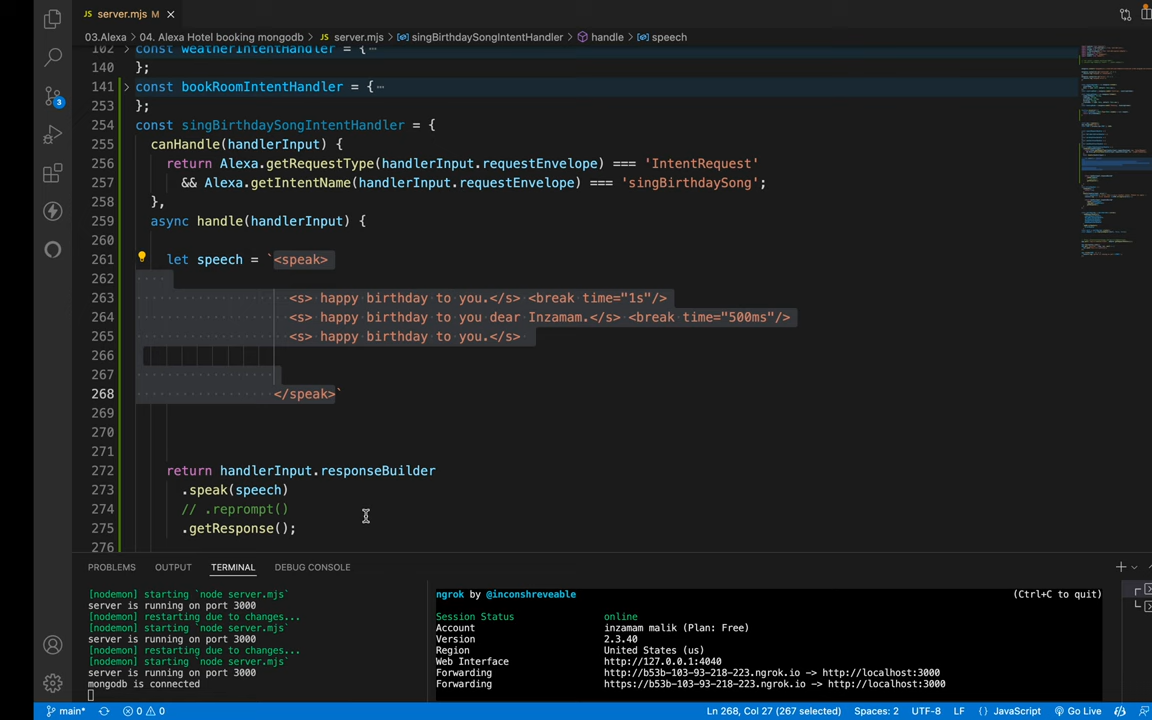 server.mjs M
03.Alexa > 04. Alexa Hotel booking mongodb > server.mjs > singBirthdaySongIntentHandler > handle > speech
102 const weatherIntentHandler = {
140 };
141 const bookRoomIntentHandler = {
253 };
254 const singBirthdaySongIntentHandler = {
255 canHandle(handlerInput) {
256 return Alexa.getRequestType(handlerInput.requestEnvelope) === 'IntentRequest'
257 && Alexa.getIntentName(handlerInput.requestEnvelope) === 'singBirthdaySong';
258 },
259 async handle(handlerInput) {
260
261 let speech = `<speak>
262
263 <s> happy birthday to you.</s> <break time="1s"/>
264 <s> happy birthday to you dear Inzamam.</s> <break time="500ms"/>
265 <s> happy birthday to you.</s>
266
267
268 </speak>`
269
270
271
272 return handlerInput.responseBuilder
273 .speak(speech)
274 // .reprompt()
275 .getResponse();
276
3
PROBLEMS OUTPUT TERMINAL DEBUG CONSOLE
[nodemon] starting `node server.mjs`
server is running on port 3000
[nodemon] restarting due to changes...
[nodemon] starting `node server.mjs`
server is running on port 3000
[nodemon] restarting due to changes...
[nodemon] starting `node server.mjs`
server is running on port 3000
mongodb is connected
ngrok by @inconshreveable (Ctrl+C to quit)
Session Status online
Account inzamam malik (Plan: Free)
Version 2.3.40
Region United States (us)
Web Interface http://127.0.0.1:4040
Forwarding http://b53b-103-93-218-223.ngrok.io -> http://localhost:3000
Forwarding https://b53b-103-93-218-223.ngrok.io -> http://localhost:3000
main* 0 0 Ln 268, Col 27 (267 selected) Spaces: 2 UTF-8 LF {} JavaScript Go Live